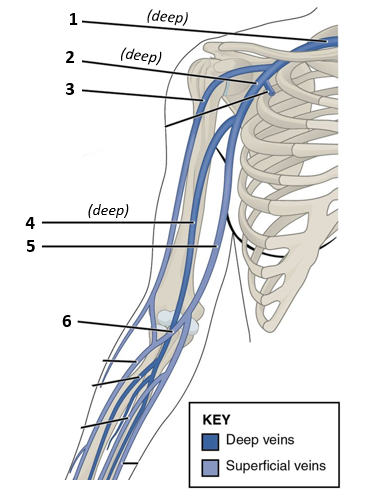 1 (deep)
2 (deep)
3
4 (deep)
5
6
KEY
Deep veins
Superficial veins